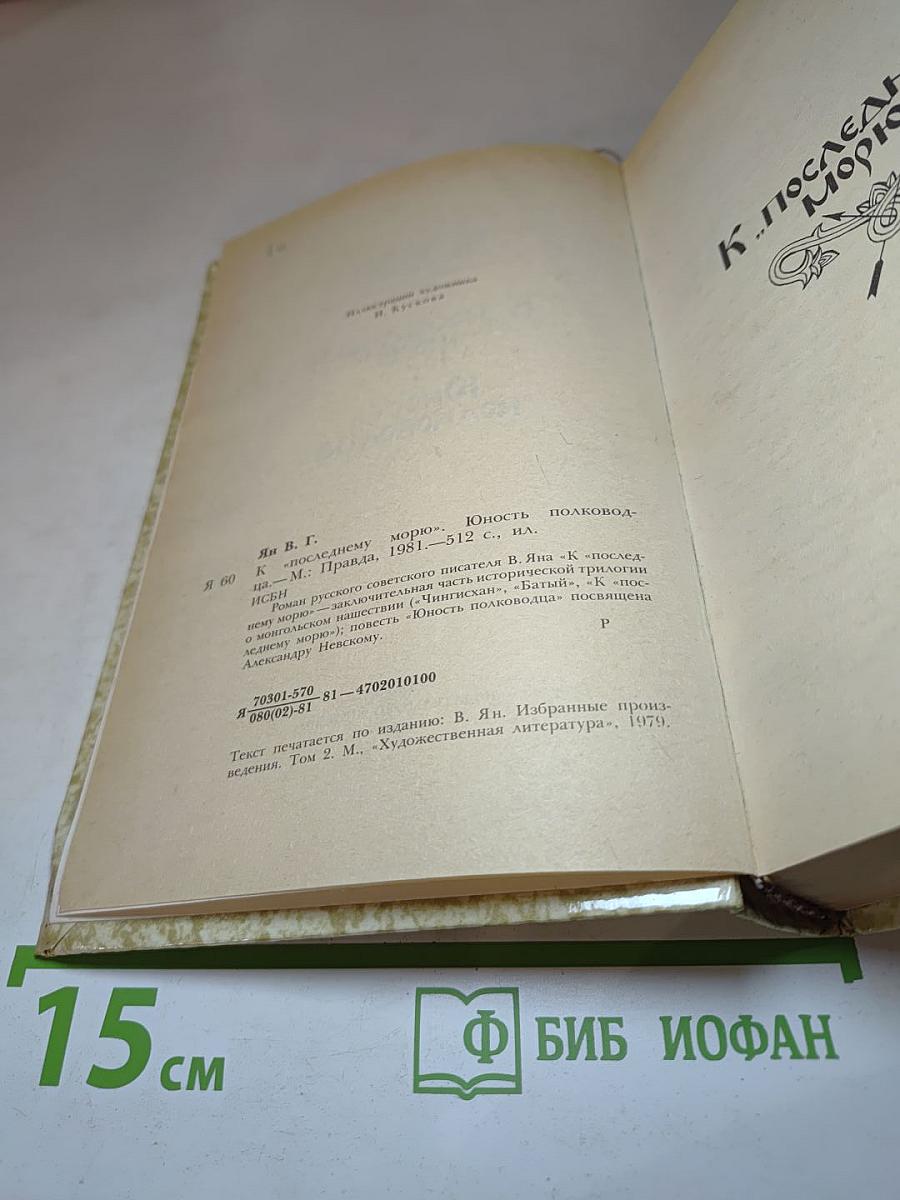 Иллюстрации художника
И. Кускова
Ян В. Г.
Я 60 К «последнему морю». Юность полковод-
ца.— М.: Правда, 1981.—512 с., ил.
ИСБН
Роман русского советского писателя В. Яна «К «послед-
нему морю»—заключительная часть исторической трилогии
о монгольском нашествии («Чингисхан», «Батый», «К «пос-
леднему морю»); повесть «Юность полководца» посвящена
Александру Невскому.
Р
Я 70301-570
080(02)-81 81—4702010100
Текст печатается по изданию: В. Ян. Избранные произ-
ведения. Том 2. М., «Художественная литература», 1979.
К „ПОСЛЕДН
МОРЮ
15 см
Ф БИБ ИОФАН